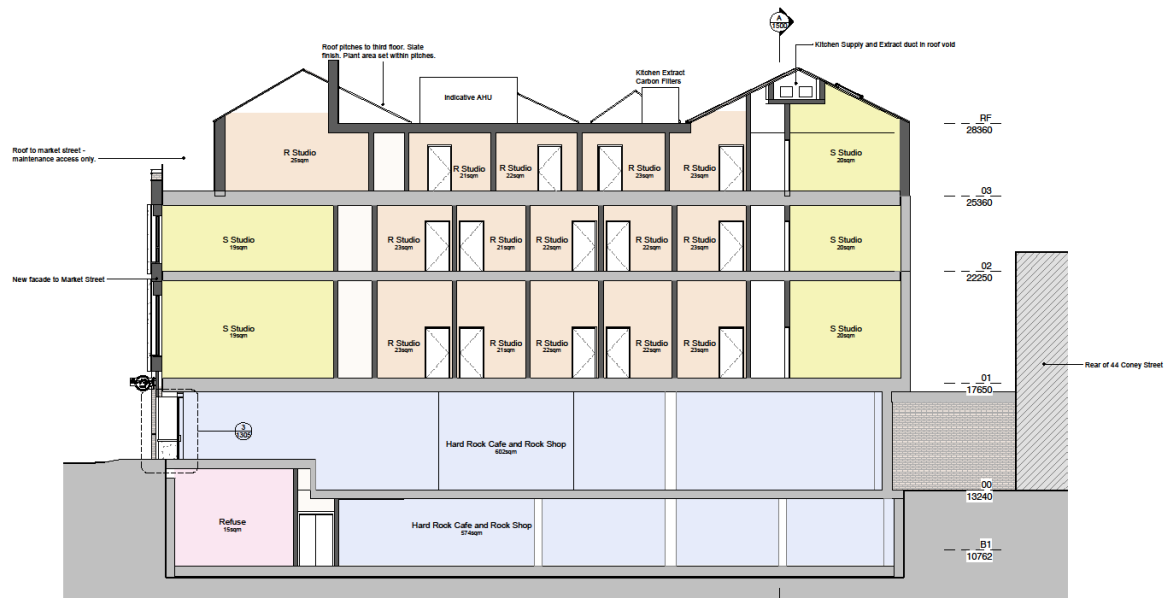 A
1500
Kitchen Supply and Extract duct in roof void
Roof pitches to third floor. Slate
finish. Plant area set within pitches.
Kitchen Extract
Carbon Filters
Indicative AHU
RF
28360
Roof to market street -
maintenance access only.
R Studio
25sqm
R Studio
21sqm
R Studio
22sqm
R Studio
23sqm
R Studio
23sqm
S Studio
20sqm
03
25360
S Studio
19sqm
R Studio
23sqm
R Studio
21sqm
R Studio
22sqm
R Studio
22sqm
R Studio
23sqm
S Studio
20sqm
02
22250
New facade to Market Street
S Studio
19sqm
R Studio
23sqm
R Studio
21sqm
R Studio
22sqm
R Studio
22sqm
R Studio
23sqm
S Studio
20sqm
Rear of 44 Coney Street
01
17650
3
1305
Hard Rock Cafe and Rock Shop
602sqm
00
13240
Refuse
15sqm
Hard Rock Cafe and Rock Shop
574sqm
B1
10762